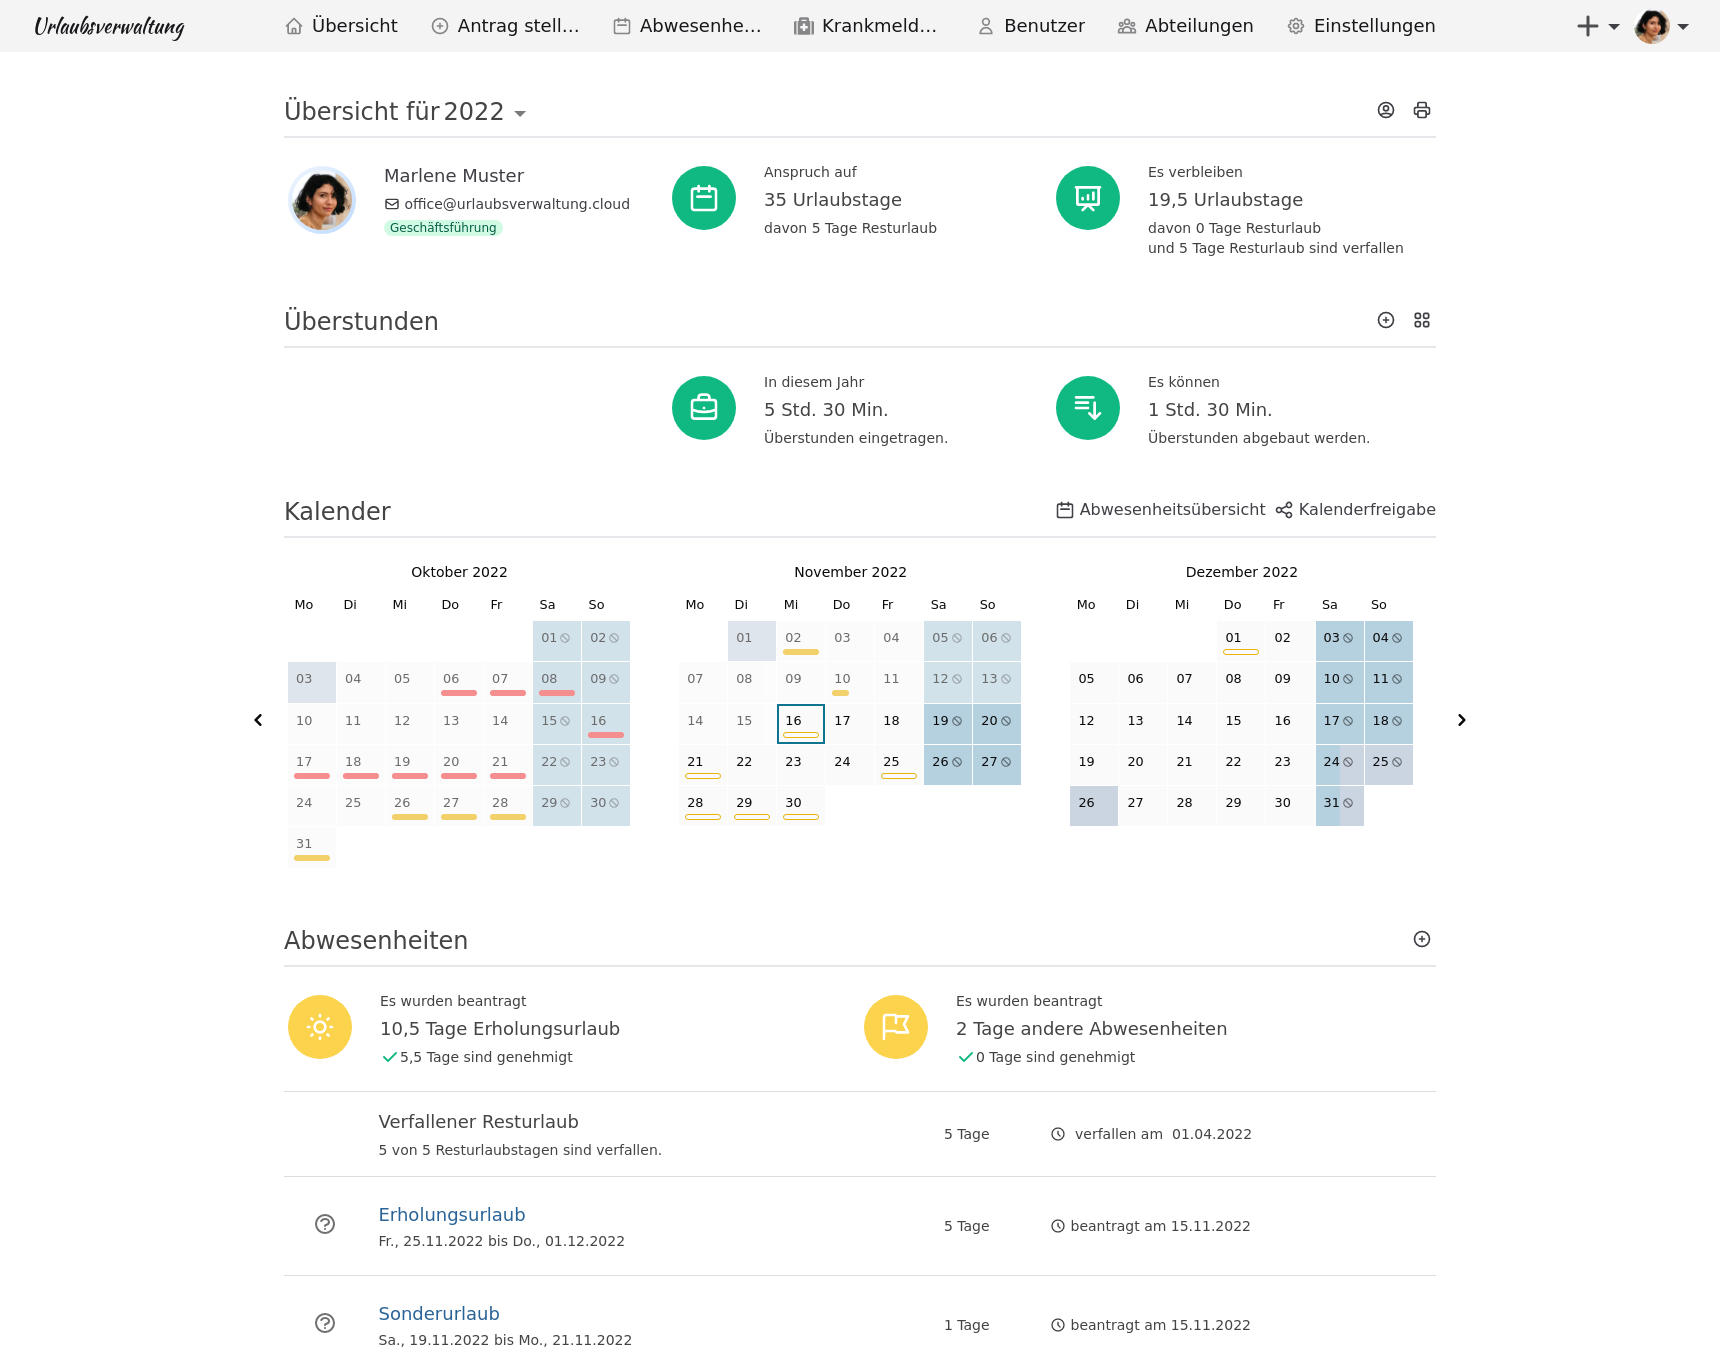 Urlaubsverwaltung
Übersicht Antrag stell... Abwesenhe... Krankmeld... Benutzer Abteilungen Einstellungen
Übersicht für 2022
Marlene Muster
office@urlaubsverwaltung.cloud
Geschäftsführung
Anspruch auf
35 Urlaubstage
davon 5 Tage Resturlaub
Es verbleiben
19,5 Urlaubstage
davon 0 Tage Resturlaub
und 5 Tage Resturlaub sind verfallen
Überstunden
In diesem Jahr
5 Std. 30 Min.
Überstunden eingetragen.
Es können
1 Std. 30 Min.
Überstunden abgebaut werden.
Kalender
Abwesenheitsübersicht Kalenderfreigabe
Oktober 2022
Mo Di Mi Do Fr Sa So
01 02
03 04 05 06 07 08 09
10 11 12 13 14 15 16
17 18 19 20 21 22 23
24 25 26 27 28 29 30
31
November 2022
Mo Di Mi Do Fr Sa So
01 02 03 04 05 06
07 08 09 10 11 12 13
14 15 16 17 18 19 20
21 22 23 24 25 26 27
28 29 30
Dezember 2022
Mo Di Mi Do Fr Sa So
01 02 03 04
05 06 07 08 09 10 11
12 13 14 15 16 17 18
19 20 21 22 23 24 25
26 27 28 29 30 31
Abwesenheiten
Es wurden beantragt
10,5 Tage Erholungsurlaub
5,5 Tage sind genehmigt
Es wurden beantragt
2 Tage andere Abwesenheiten
0 Tage sind genehmigt
Verfallener Resturlaub
5 von 5 Resturlaubstagen sind verfallen.
5 Tage
verfallen am 01.04.2022
Erholungsurlaub
Fr., 25.11.2022 bis Do., 01.12.2022
5 Tage
beantragt am 15.11.2022
Sonderurlaub
Sa., 19.11.2022 bis Mo., 21.11.2022
1 Tage
beantragt am 15.11.2022